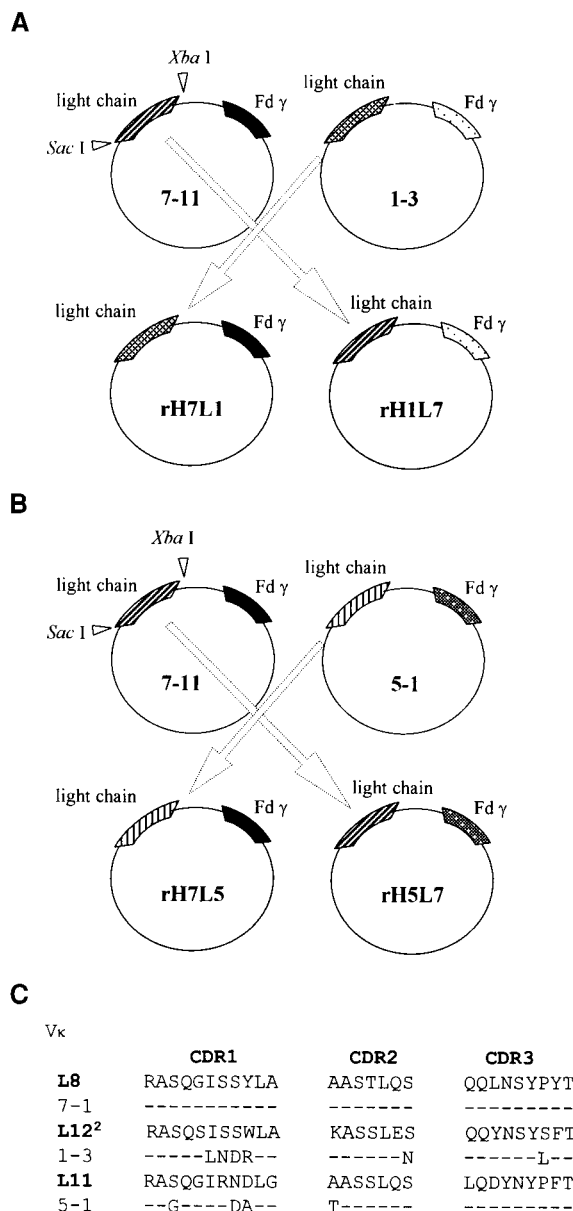 A
Xba I
light chain
Fd γ
light chain
Fd γ
Sac I
7-11
1-3
light chain
Fd γ
light chain
Fd γ
rH7L1
rH1L7
B
Xba I
light chain
Fd γ
light chain
Fd γ
Sac I
7-11
5-1
light chain
Fd γ
light chain
Fd γ
rH7L5
rH5L7
C
Vκ
CDR1 CDR2 CDR3
L8 RASQGISSYLA AASTLQS QQLNSYPYT
7-1 ----------- ------- ---------
L12² RASQSISSWLA KASSLES QQYNSYSFT
1-3 -----LNDR-- ------N ------L--
L11 RASQGIRNDLG AASSLQS LQDYNYPFT
5-1 --G----DA-- T------ ---------